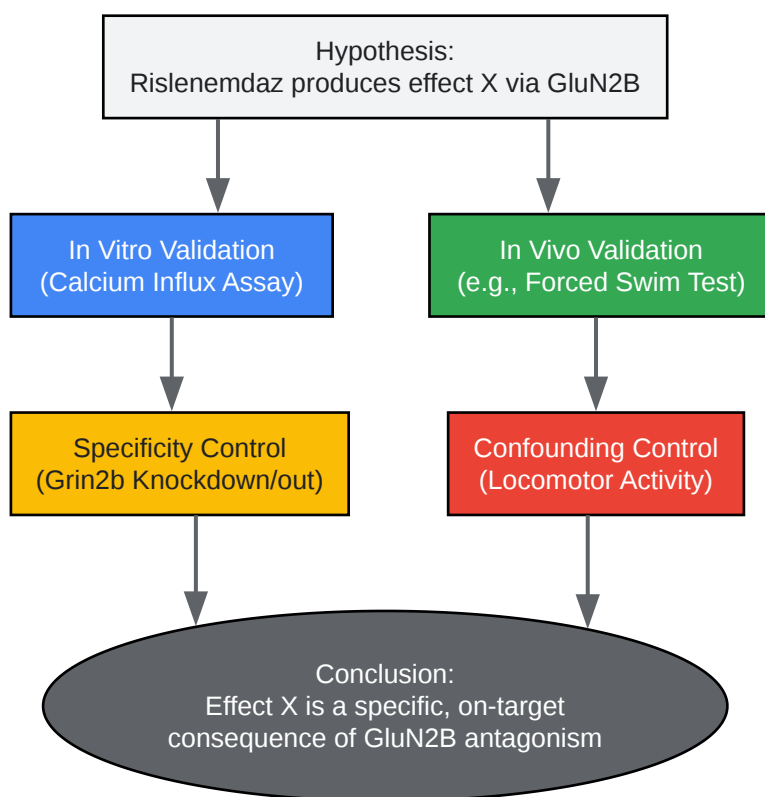 Hypothesis:
Rislenemdaz produces effect X via GluN2B
In Vitro Validation
(Calcium Influx Assay)
In Vivo Validation
(e.g., Forced Swim Test)
Specificity Control
(Grin2b Knockdown/out)
Confounding Control
(Locomotor Activity)
Conclusion:
Effect X is a specific, on-target
consequence of GluN2B antagonism